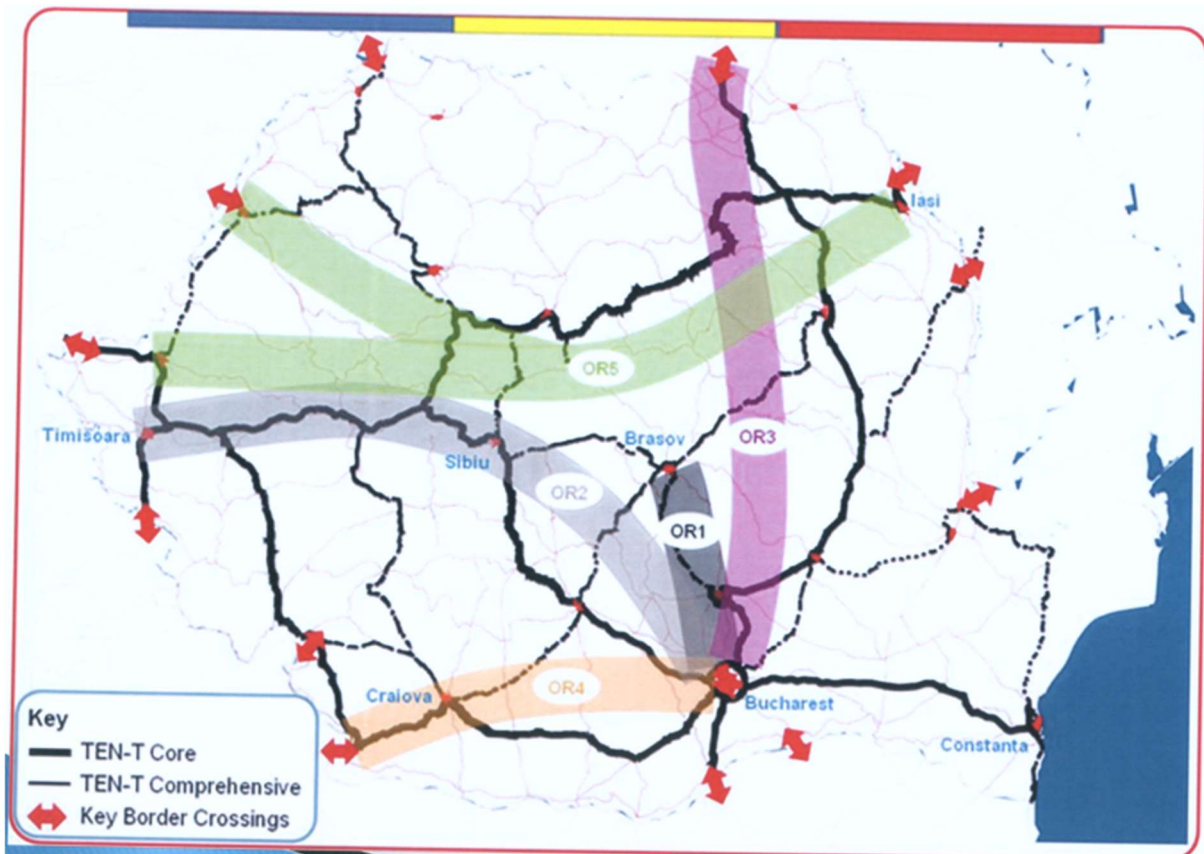 Iasi
OR5
Timisoara
Brasov
OR3
Sibiu
OR2
OR1
OR4
Craiova
Bucharest
Constanta
Key
TEN-T Core
TEN-T Comprehensive
Key Border Crossings